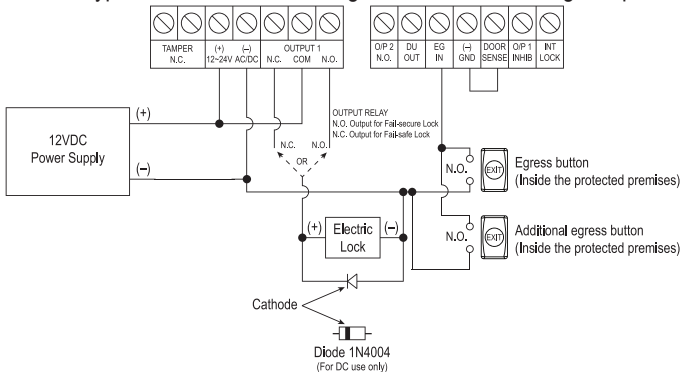 TAMPER
N.C.
(+) (–)
12~24V AC/DC
OUTPUT 1
N.C. COM N.O.
O/P 2
N.O.
DU
OUT
EG
IN
(–)
GND
DOOR
SENSE
O/P 1
INHIB
INT
LOCK
12VDC
Power Supply
(+)
(–)
OUTPUT RELAY
N.O. Output for Fail-secure Lock
N.C. Output for Fail-safe Lock
N.C. N.O.
OR
N.O.
EXIT
Egress button
(Inside the protected premises)
(+)
Electric
Lock
(–)
N.O.
EXIT
Additional egress button
(Inside the protected premises)
Cathode
Diode 1N4004
(For DC use only)